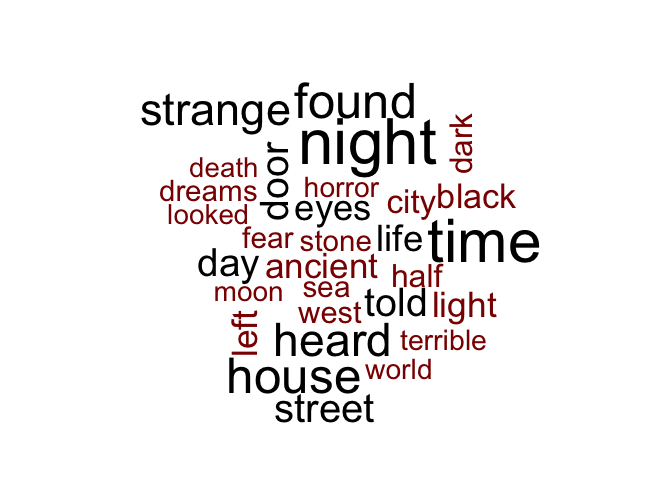 strange
found
night
dark
death
door
dreams
horror
looked
eyes
city
black
fear
stone
life
time
day
ancient
half
moon
sea
told
light
west
left
heard
terrible
house
world
street